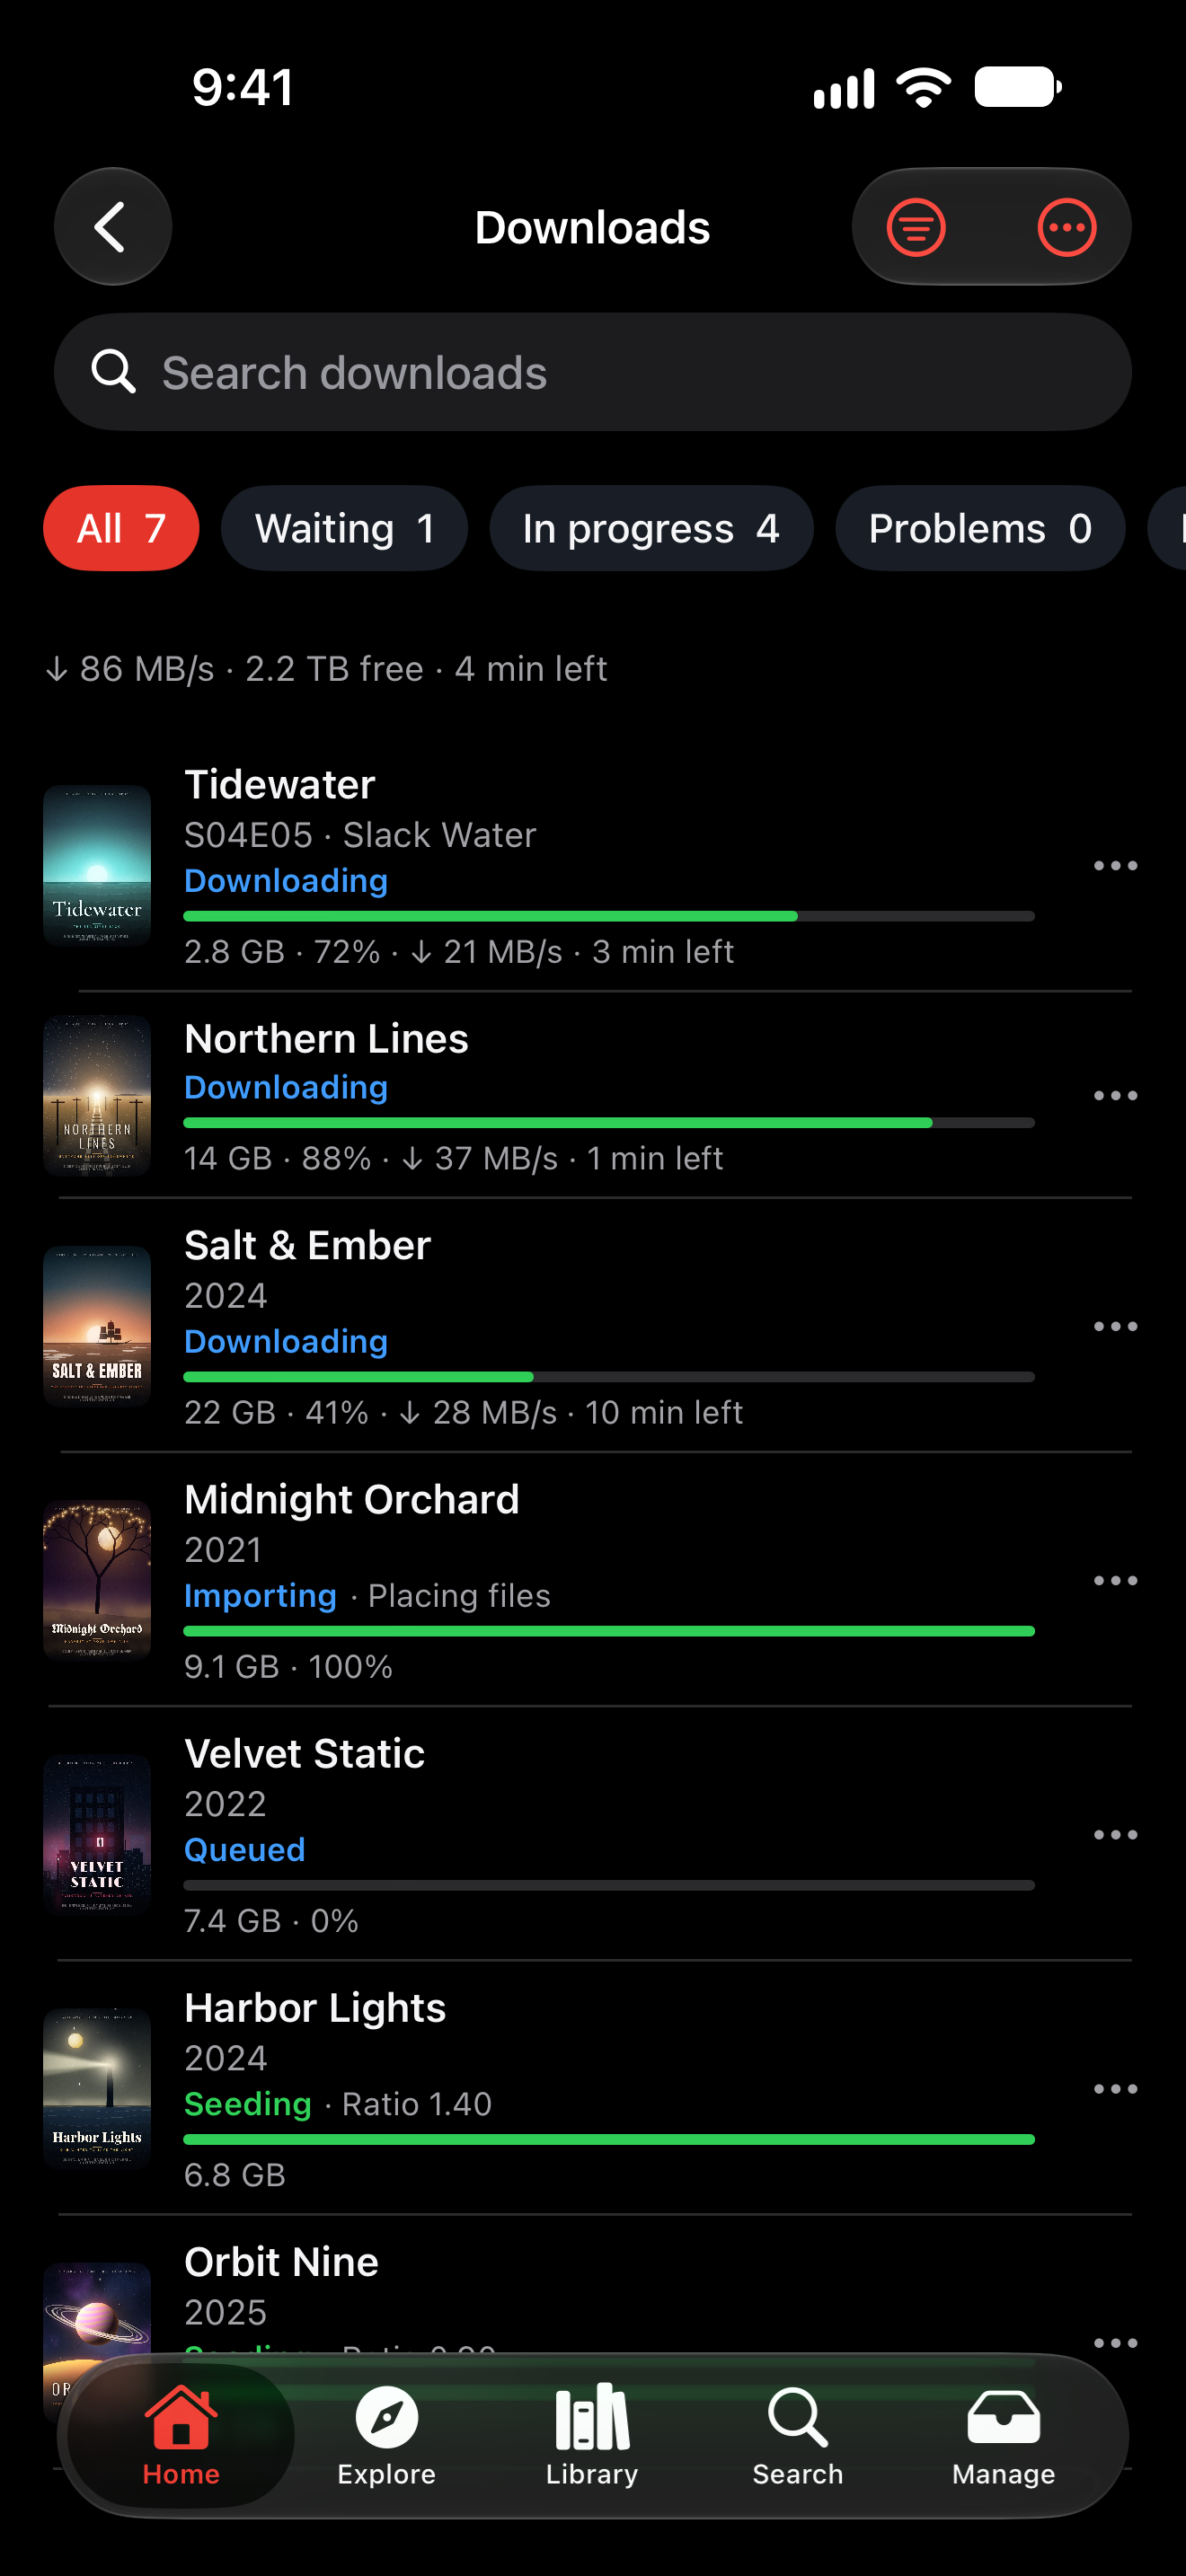 9:41
Downloads
Search downloads
All 7 Waiting 1 In progress 4 Problems 0
↓ 86 MB/s · 2.2 TB free · 4 min left
Tidewater
S04E05 · Slack Water
Downloading
2.8 GB · 72% · ↓ 21 MB/s · 3 min left
Tidewater
Northern Lines
Downloading
14 GB · 88% · ↓ 37 MB/s · 1 min left
NORTHERN
LINES
Salt & Ember
2024
Downloading
22 GB · 41% · ↓ 28 MB/s · 10 min left
SALT & EMBER
Midnight Orchard
2021
Importing · Placing files
9.1 GB · 100%
Midnight Orchard
Velvet Static
2022
Queued
7.4 GB · 0%
VELVET
STATIC
Harbor Lights
2024
Seeding · Ratio 1.40
6.8 GB
Harbor Lights
Orbit Nine
2025
Home Explore Library Search Manage